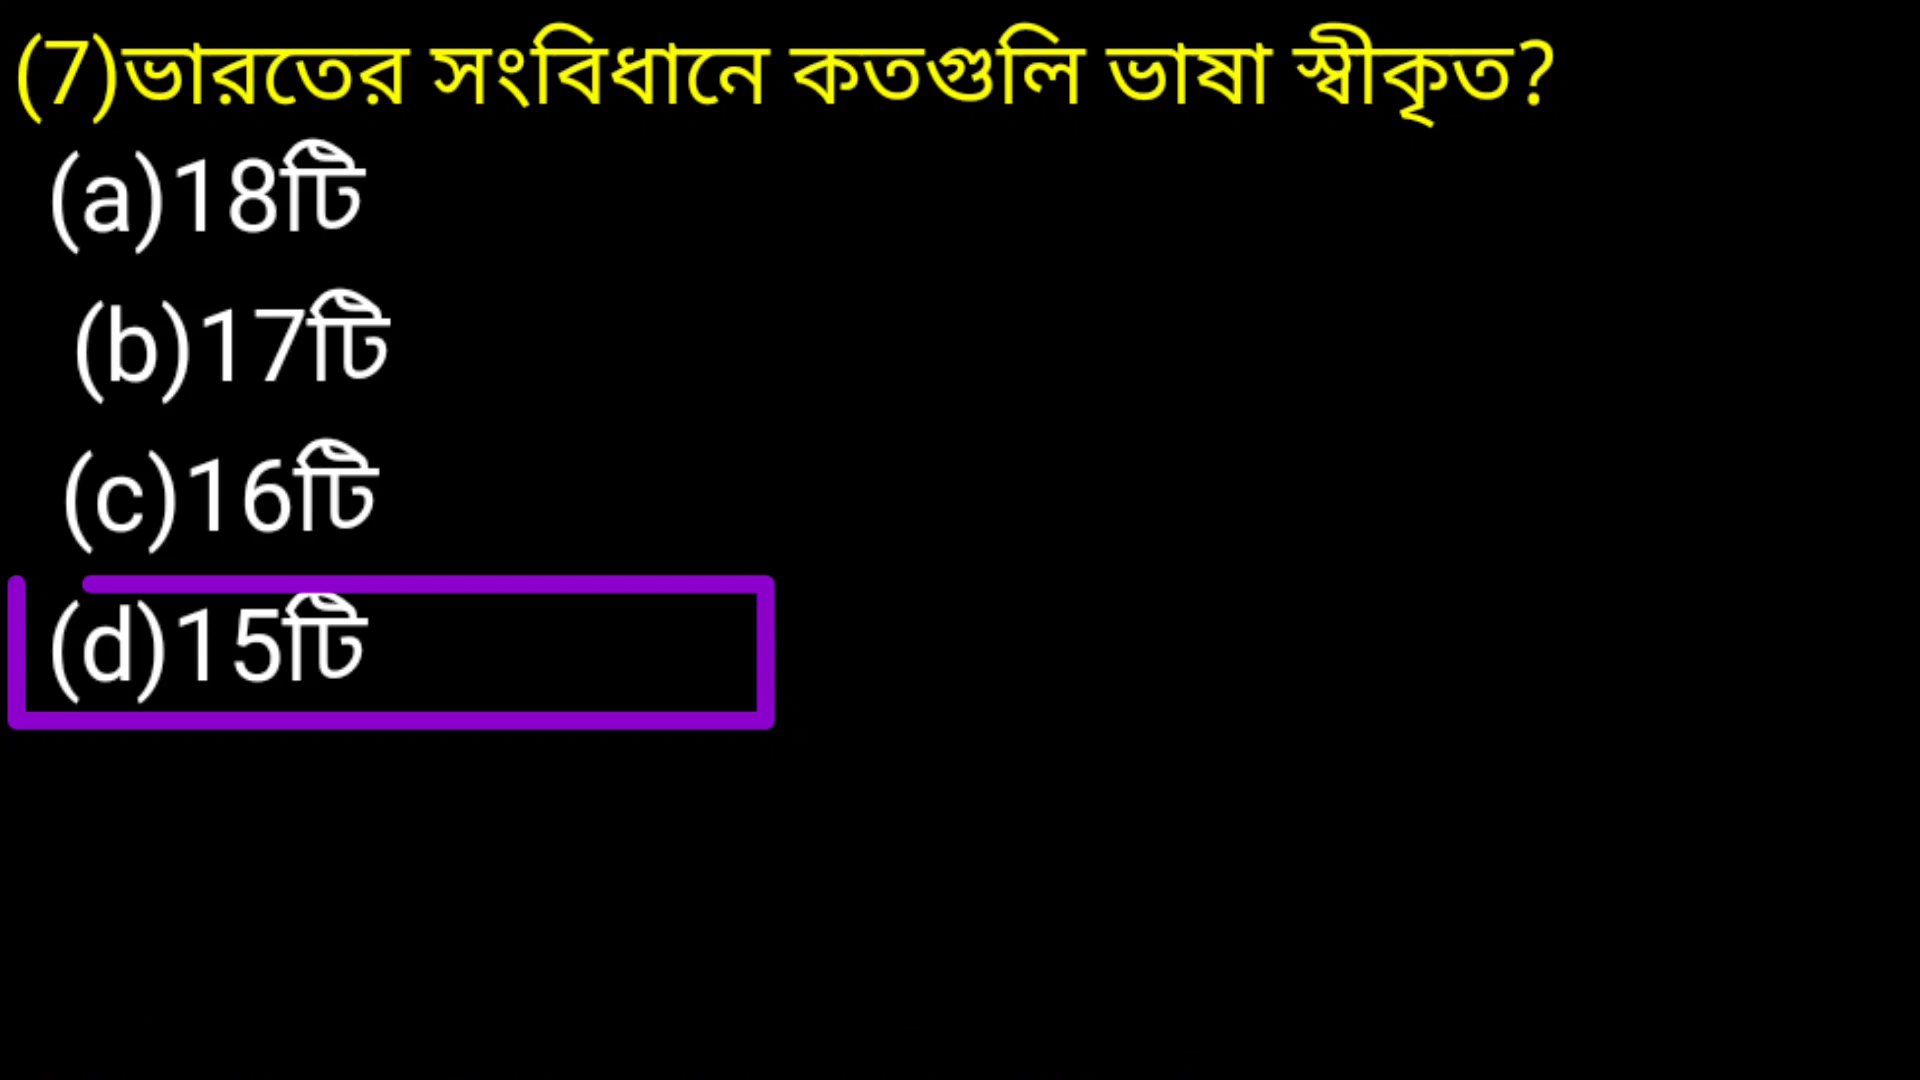 (7)ভারতের সংবিধানে কতগুলি ভাষা স্বীকৃত?
(a)18টি
(b)17টি
(c)16টি
(d)15টি